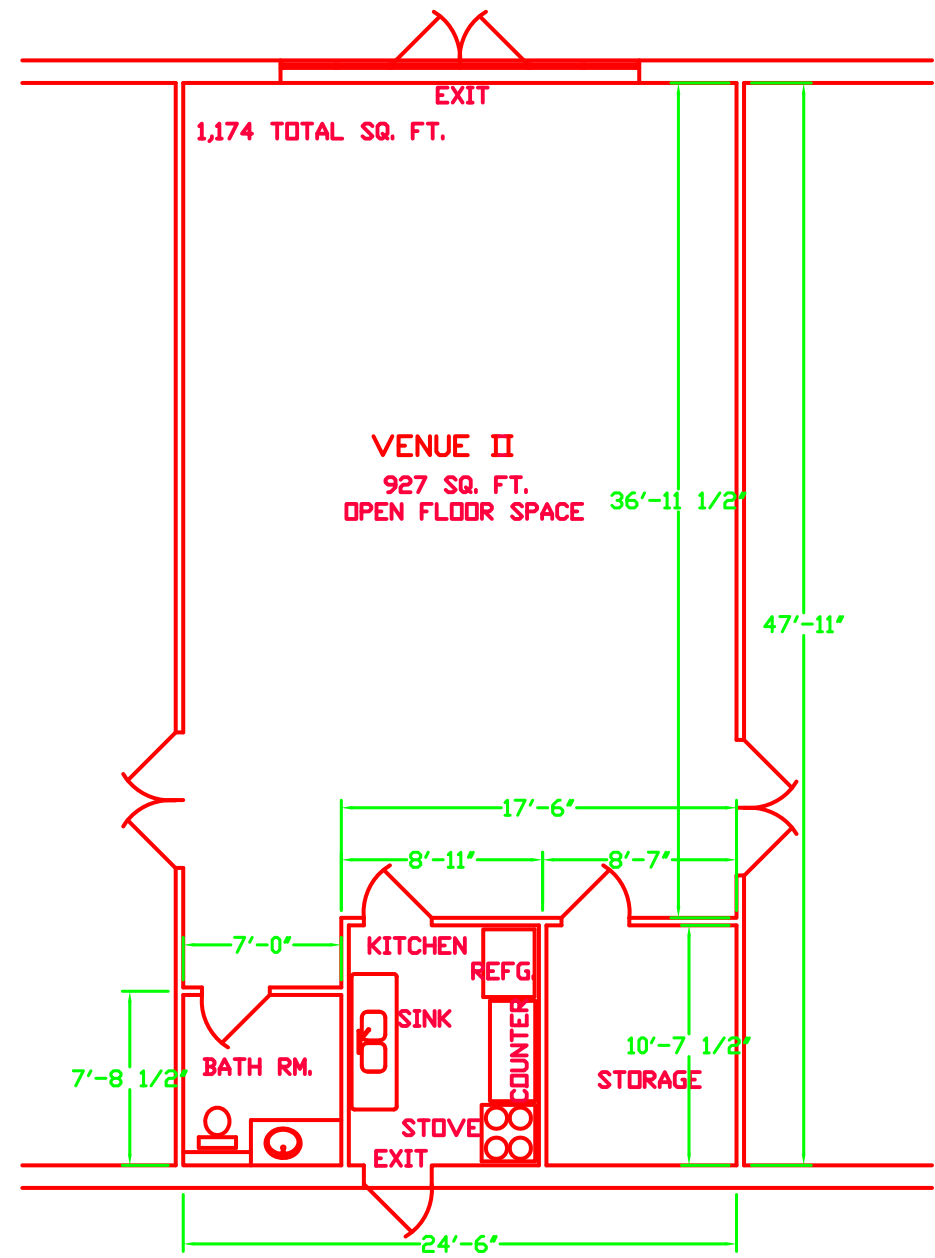 EXIT
1,174 TOTAL SQ. FT.
VENUE II
927 SQ. FT.
OPEN FLOOR SPACE
36'-11 1/2"
47'-11"
17'-6"
8'-11"
8'-7"
7'-0"
KITCHEN
REFG.
SINK
COUNTER
10'-7 1/2"
BATH RM.
7'-8 1/2"
STORAGE
STOVE
EXIT
24'-6"